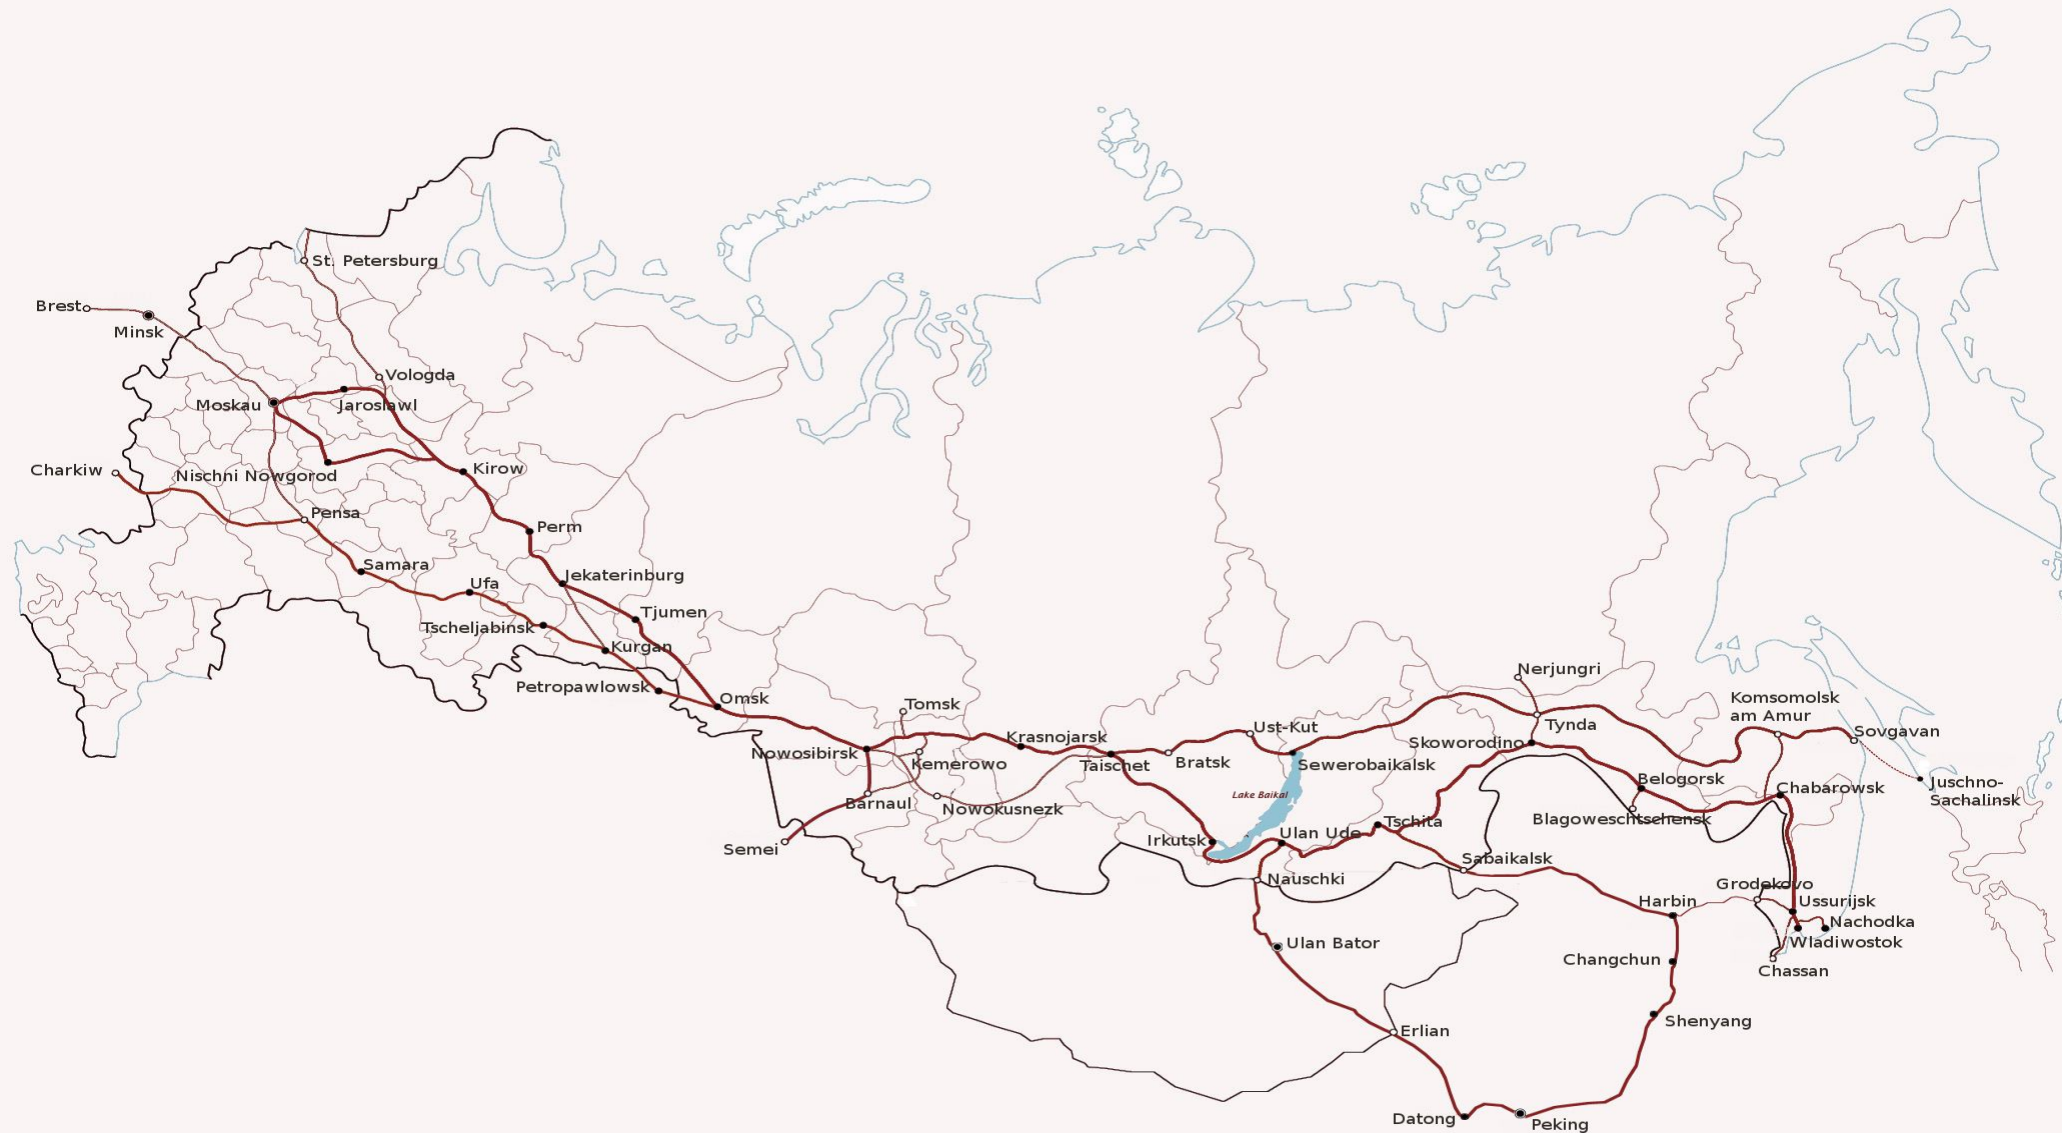 St. Petersburg
Brest
Minsk
Vologda
Moskau
Jaroslawl
Charkiw
Nischni Nowgorod
Kirow
Pensa
Perm
Samara
Ufa
Jekaterinburg
Tjumen
Tscheljabinsk
Kurgan
Petropawlowsk
Omsk
Tomsk
Nowosibirsk
Kemerowo
Barnaul
Nowokusnezk
Semei
Krasnojarsk
Taischet
Bratsk
Ust-Kut
Sewerobaikalsk
Lake Baikal
Irkutsk
Ulan Ude
Tschita
Nauschki
Sabaikalsk
Nerjungri
Tynda
Skoworodino
Komsomolsk
am Amur
Sovgavan
Belogorsk
Chabarowsk
Blagoweschtschensk
Juschno-
Sachalinsk
Grodekovo
Harbin
Ussurijsk
Nachodka
Wladiwostok
Chassan
Ulan Bator
Changchun
Shenyang
Erlian
Datong
Peking